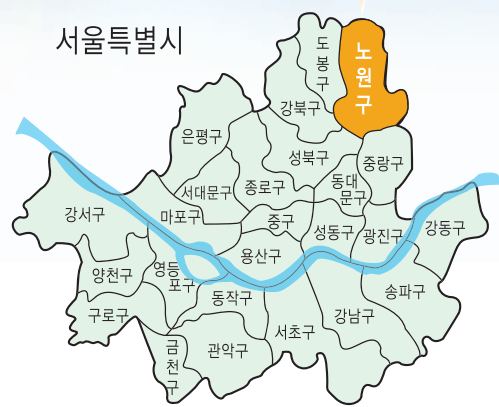 서울특별시
도
봉
구
노
원
구
강북구
은평구
성북구
중랑구
서대문구
종로구
동대
문구
강서구
마포구
중구
성동구
광진구
강동구
용산구
양천구
영등
포구
송파구
동작구
구로구
서초구
강남구
금
천
구
관악구